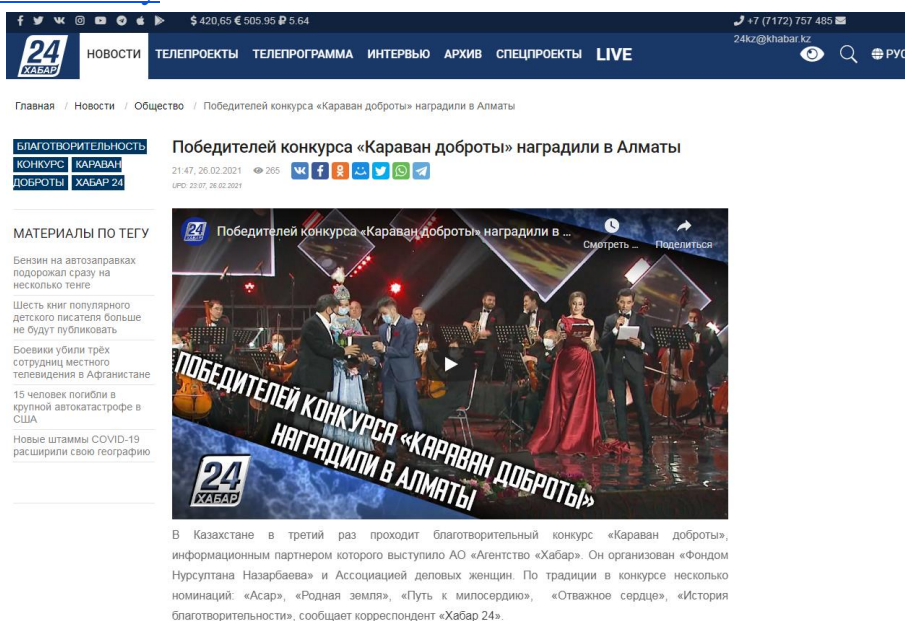 $ 420,65 € 505.95 ₽ 5.64
+7 (7172) 757 485
24kz@khabar.kz
24
ХАБАР
НОВОСТИ ТЕЛЕПРОЕКТЫ ТЕЛЕПРОГРАММА ИНТЕРВЬЮ АРХИВ СПЕЦПРОЕКТЫ LIVE
РУС
Главная / Новости / Общество / Победителей конкурса «Караван доброты» наградили в Алматы
БЛАГОТВОРИТЕЛЬНОСТЬ
КОНКУРС КАРАВАН
ДОБРОТЫ ХАБАР 24
МАТЕРИАЛЫ ПО ТЕГУ
Бензин на автозаправках
подорожал сразу на
несколько тенге
Шесть книг популярного
детского писателя больше
не будут публиковать
Боевики убили трёх
сотрудниц местного
телевидения в Афганистане
15 человек погибли в
крупной автокатастрофе в
США
Новые штаммы COVID-19
расширили свою географию
Победителей конкурса «Караван доброты» наградили в Алматы
21:47, 26.02.2021 265
UPD: 23:07, 26.02.2021
24
ХАБАР
Победителей конкурса «Караван доброты» наградили в ...
Смотреть ... Поделиться
ПОБЕДИТЕЛЕЙ КОНКУРСА «КАРАВАН ДОБРОТЫ»
НАГРАДИЛИ В АЛМАТЫ
24
ХАБАР
В Казахстане в третий раз проходит благотворительный конкурс «Караван доброты»,
информационным партнером которого выступило АО «Агентство «Хабар». Он организован «Фондом
Нурсултана Назарбаева» и Ассоциацией деловых женщин. По традиции в конкурсе несколько
номинаций: «Асар», «Родная земля», «Путь к милосердию», «Отважное сердце», «История
благотворительности», сообщает корреспондент «Хабар 24».